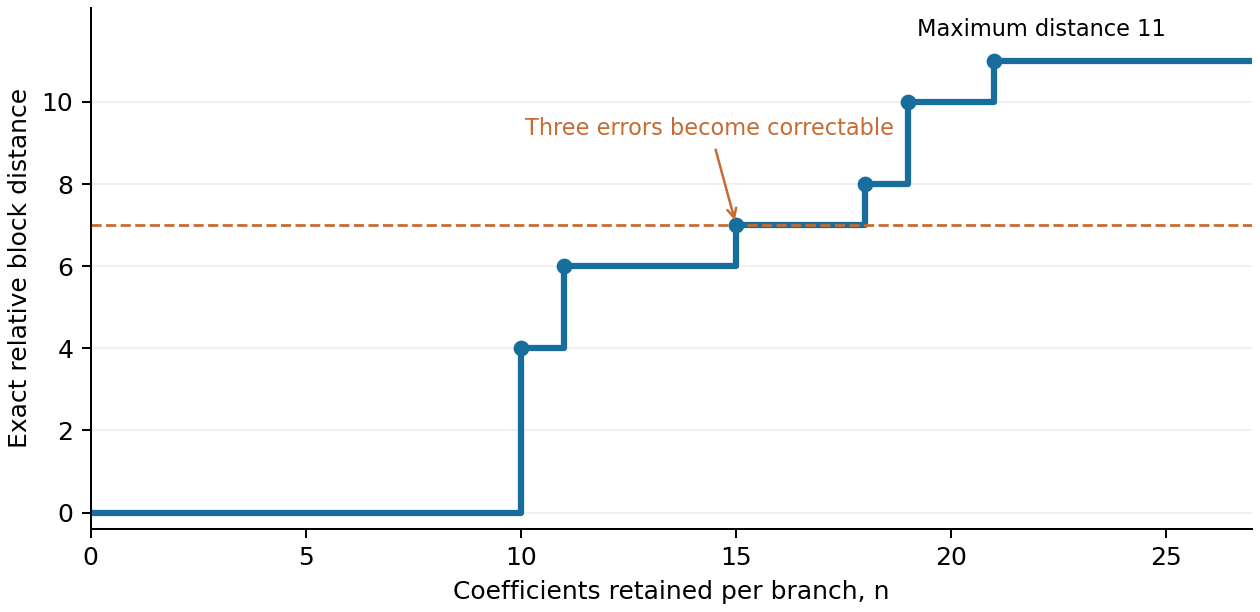 Maximum distance 11
Three errors become correctable
Exact relative block distance
10
8
6
4
2
0
0 5 10 15 20 25
Coefficients retained per branch, n